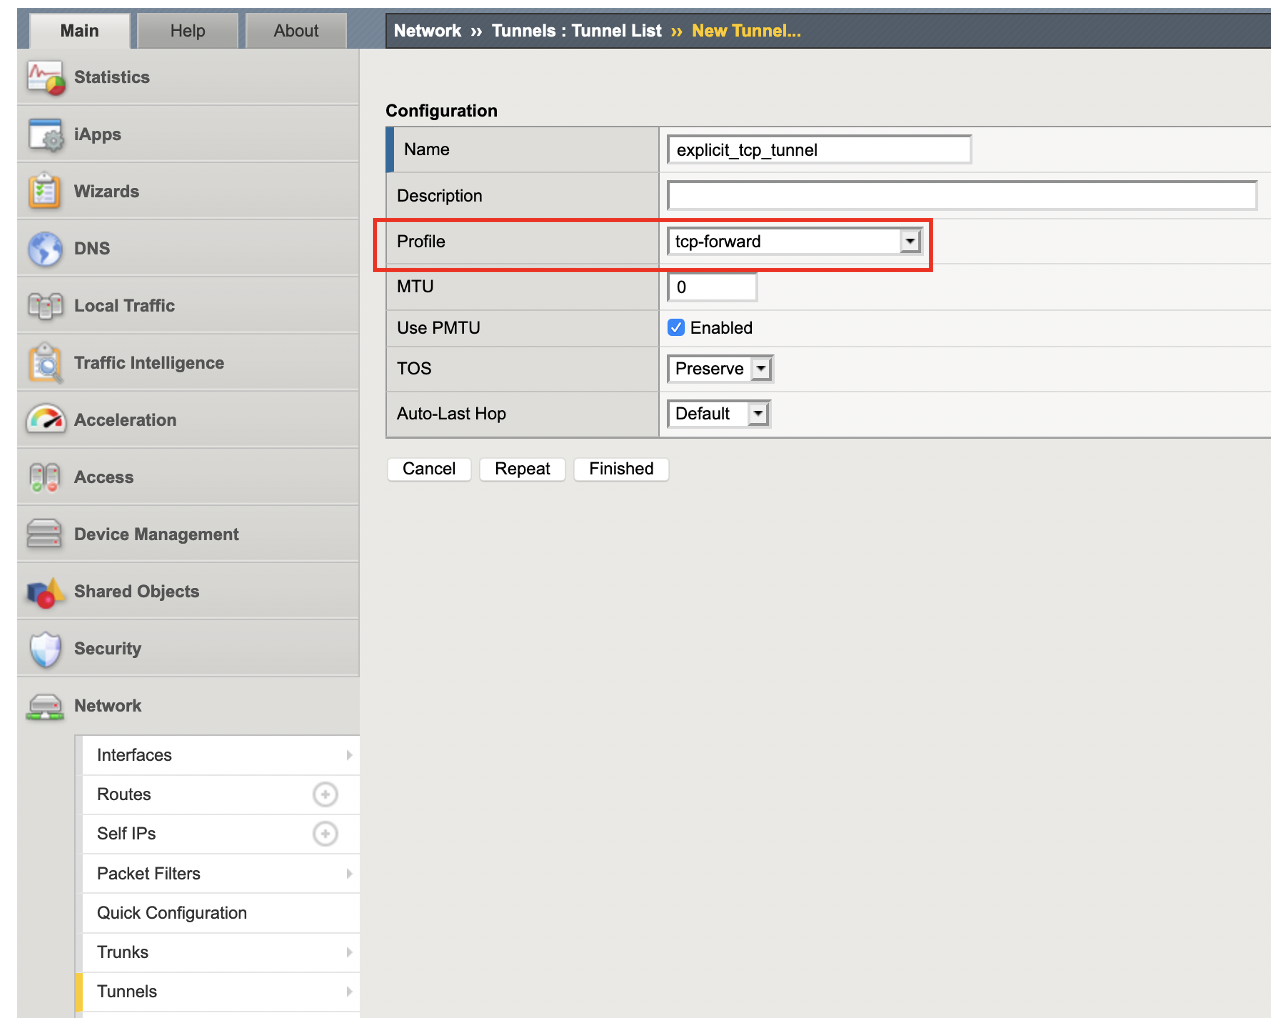 Main Help About
Network ›› Tunnels : Tunnel List ›› New Tunnel...
Statistics
iApps
Wizards
DNS
Local Traffic
Traffic Intelligence
Acceleration
Access
Device Management
Shared Objects
Security
Network
Interfaces
Routes
Self IPs
Packet Filters
Quick Configuration
Trunks
Tunnels
Configuration
Name explicit_tcp_tunnel
Description
Profile tcp-forward
MTU 0
Use PMTU Enabled
TOS Preserve
Auto-Last Hop Default
Cancel Repeat Finished